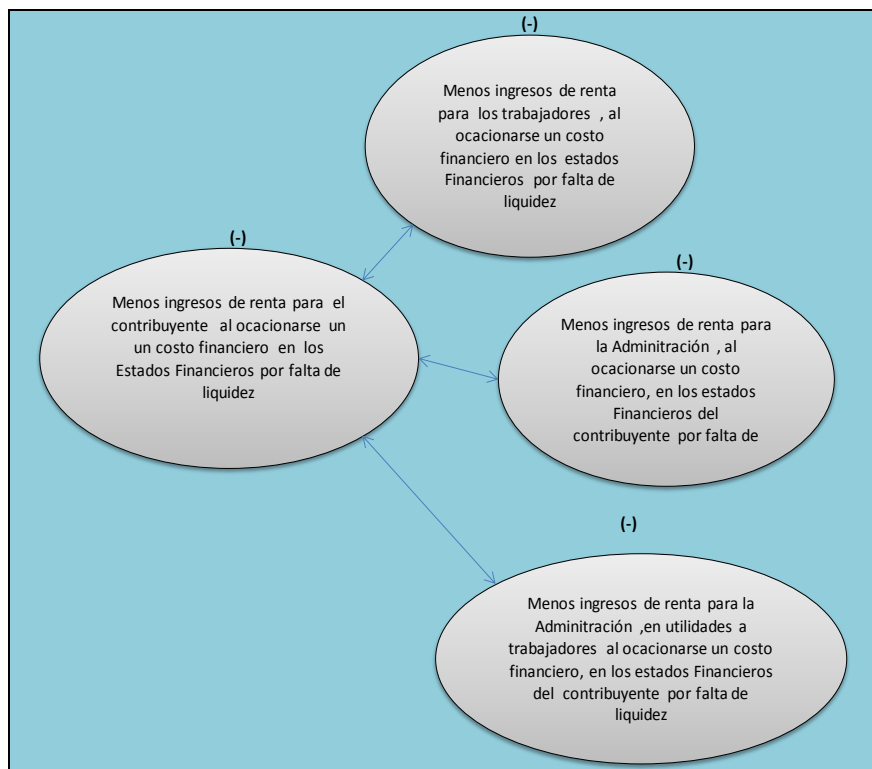 (-)
Menos ingresos de renta
para los trabajadores , al
ocacionarse un costo
financiero en los estados
Financieros por falta de
liquidez
(-)
Menos ingresos de renta para el
contribuyente al ocacionarse un
un costo financiero en los
Estados Financieros por falta de
liquidez
(-)
Menos ingresos de renta para
la Adminitración , al
ocacionarse un costo
financiero, en los estados
Financieros del
contribuyente por falta de
(-)
Menos ingresos de renta para la
Adminitración ,en utilidades a
trabajadores al ocacionarse un costo
financiero, en los estados Financieros
del contribuyente por falta de
liquidez